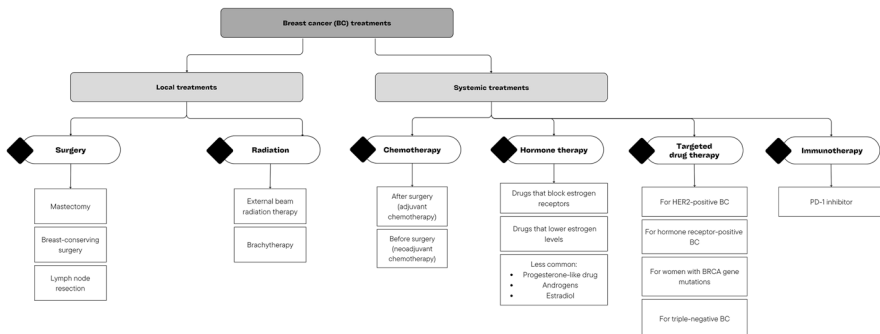 Breast cancer (BC) treatments
Local treatments
Systemic treatments
Surgery
Radiation
Chemotherapy
Hormone therapy
Targeted
drug therapy
Immunotherapy
Mastectomy
Breast-conserving
surgery
Lymph node
resection
External beam
radiation therapy
Brachytherapy
After surgery
(adjuvant
chemotherapy)
Before surgery
(neoadjuvant
chemotherapy)
Drugs that block estrogen
receptors
Drugs that lower estrogen
levels
Less common:
• Progesterone-like drug
• Androgens
• Estradiol
For HER2-positive BC
For hormone receptor-positive
BC
For women with BRCA gene
mutations
For triple-negative BC
PD-1 inhibitor